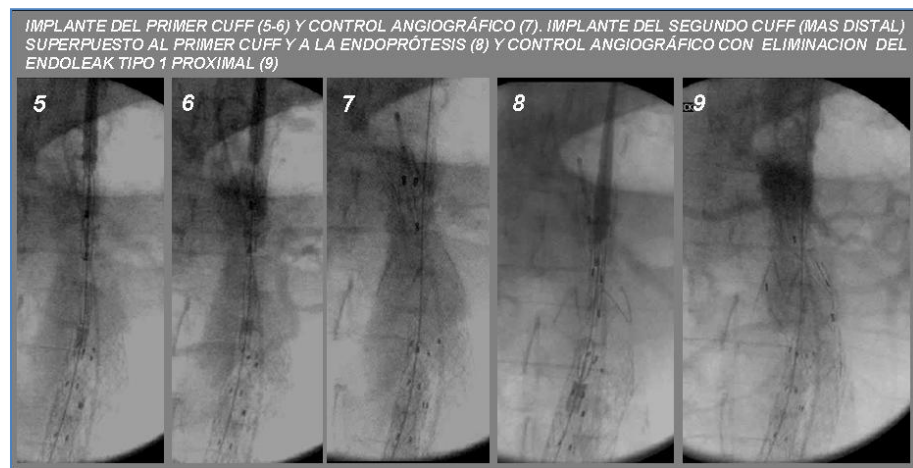 IMPLANTE DEL PRIMER CUFF (5-6) Y CONTROL ANGIOGRÁFICO (7). IMPLANTE DEL SEGUNDO CUFF (MAS DISTAL)
SUPERPUESTO AL PRIMER CUFF Y A LA ENDOPRÓTESIS (8) Y CONTROL ANGIOGRÁFICO CON ELIMINACION DEL
ENDOLEAK TIPO 1 PROXIMAL (9)
5 6 7 8 9